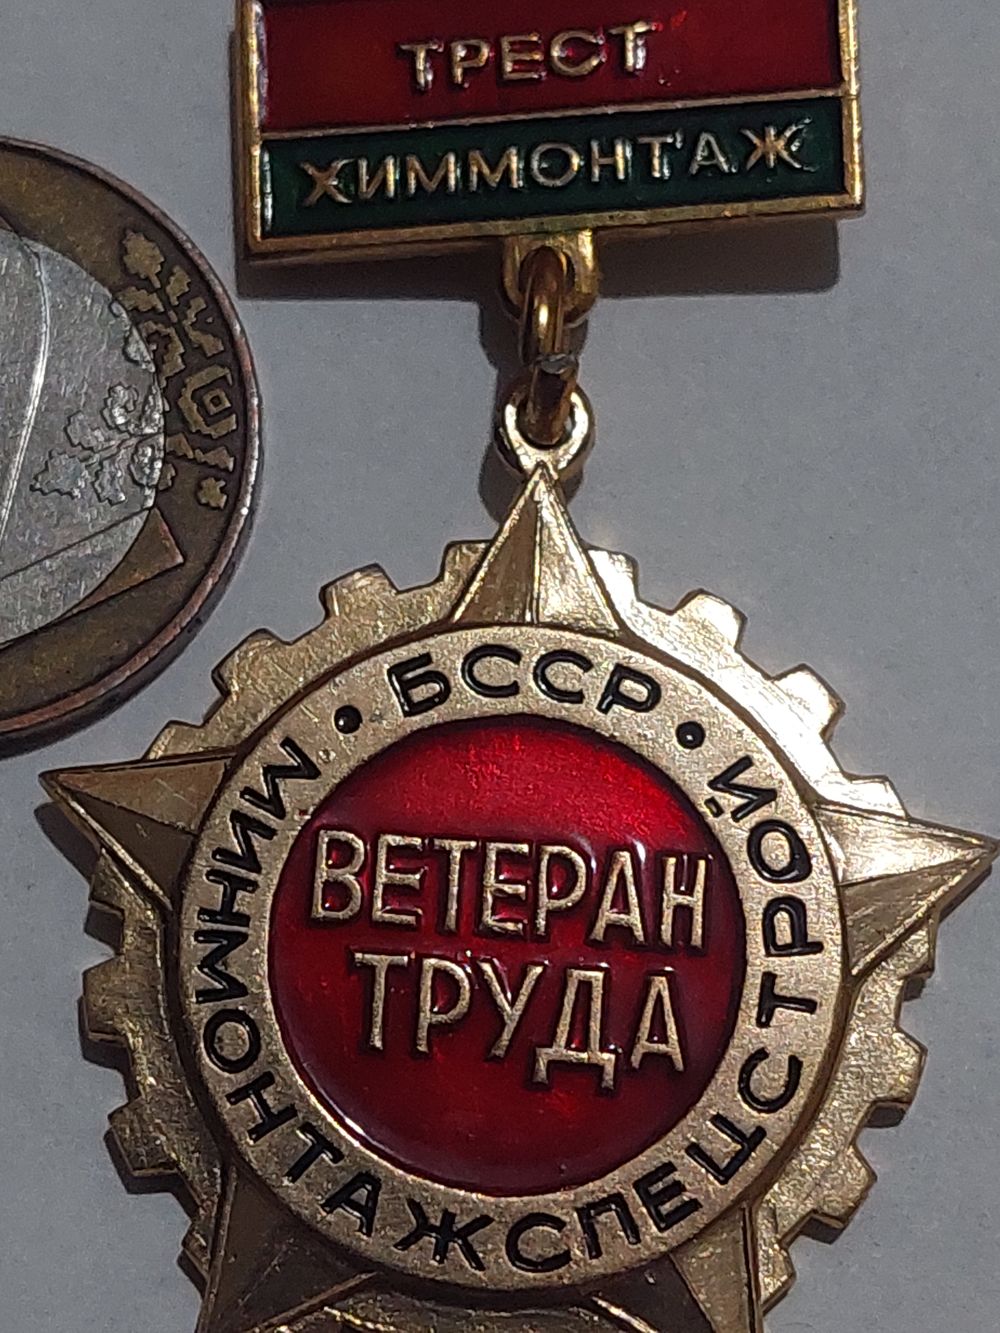 ТРЕСТ
ХИММОНТАЖ
БССР
МИНМОНТАЖСПЕЦСТРОЙ
ВЕТЕРАН
ТРУДА